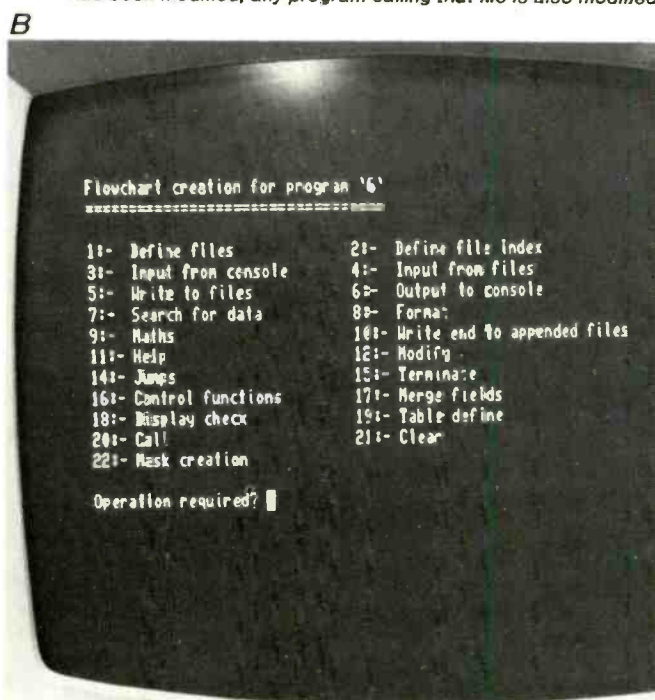 any program calling that file is also modified
B
Flowchart creation for program '6'
==================================
1:- Define files 2:- Define file index
3:- Input from console 4:- Input from files
5:- Write to files 6:- Output to console
7:- Search for data 8:- Format
9:- Maths 10:- Write end to appended files
11:- Help 12:- Modify
14:- Jumps 15:- Terminate
16:- Control functions 17:- Merge fields
18:- Display check 19:- Table define
20:- Call 21:- Clear
22:- Mask creation
Operation required?